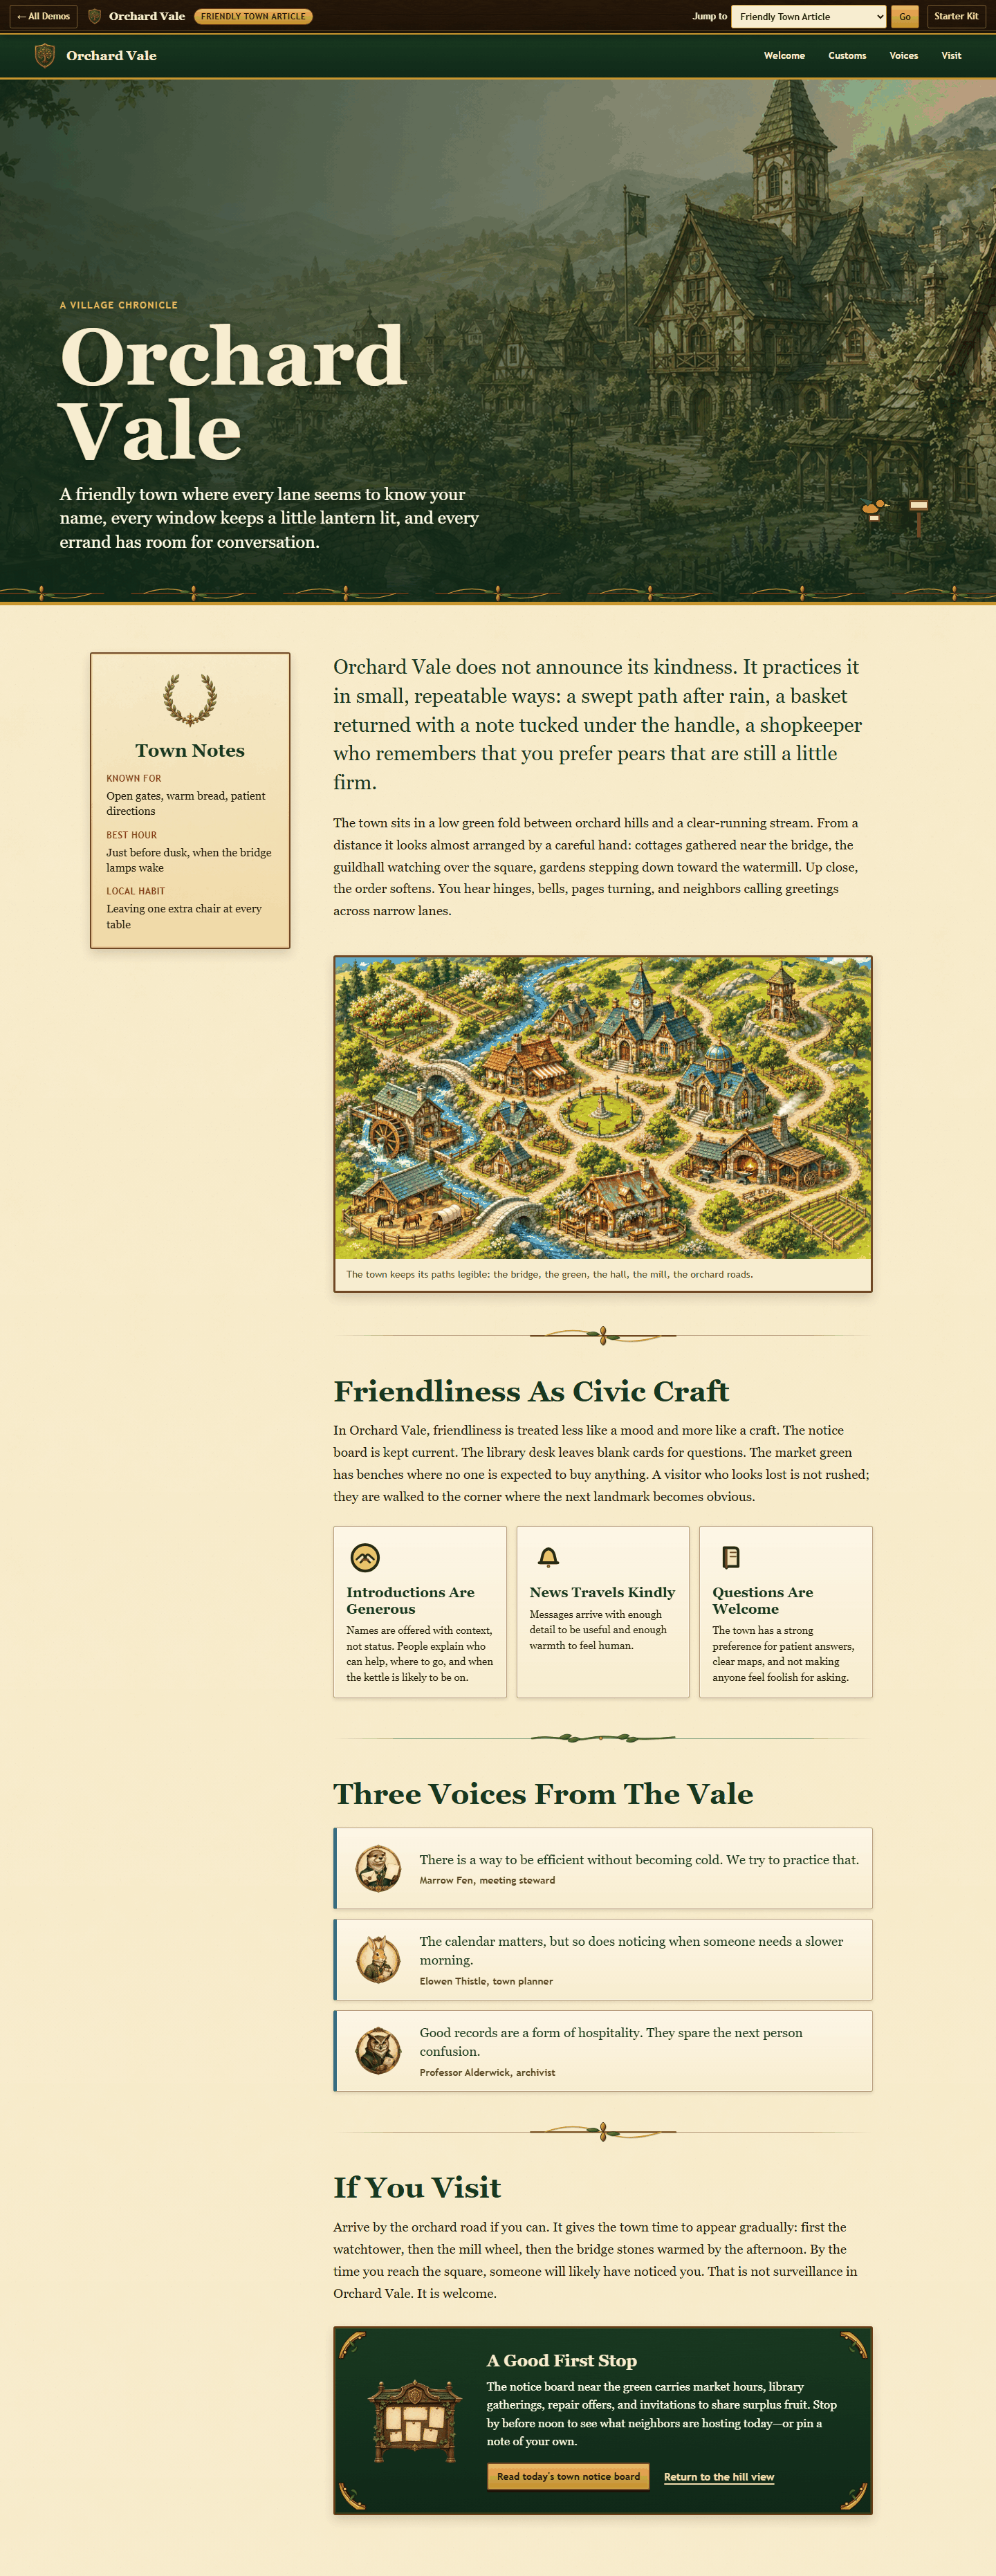 ← All Demos
Orchard Vale
FRIENDLY TOWN ARTICLE
Jump to
Friendly Town Article
Go
Starter Kit
Orchard Vale
Welcome
Customs
Voices
Visit
A VILLAGE CHRONICLE
Orchard
Vale
A friendly town where every lane seems to know your
name, every window keeps a little lantern lit, and every
errand has room for conversation.
Town Notes
KNOWN FOR
Open gates, warm bread, patient
directions
BEST HOUR
Just before dusk, when the bridge
lamps wake
LOCAL HABIT
Leaving one extra chair at every
table
Orchard Vale does not announce its kindness. It practices it
in small, repeatable ways: a swept path after rain, a basket
returned with a note tucked under the handle, a shopkeeper
who remembers that you prefer pears that are still a little
firm.
The town sits in a low green fold between orchard hills and a clear-running stream. From a
distance it looks almost arranged by a careful hand: cottages gathered near the bridge, the
guildhall watching over the square, gardens stepping down toward the watermill. Up close,
the order softens. You hear hinges, bells, pages turning, and neighbors calling greetings
across narrow lanes.
The town keeps its paths legible: the bridge, the green, the hall, the mill, the orchard roads.
Friendliness As Civic Craft
In Orchard Vale, friendliness is treated less like a mood and more like a craft. The notice
board is kept current. The library desk leaves blank cards for questions. The market green
has benches where no one is expected to buy anything. A visitor who looks lost is not rushed;
they are walked to the corner where the next landmark becomes obvious.
Introductions Are
Generous
Names are offered with context,
not status. People explain who
can help, where to go, and when
the kettle is likely to be on.
News Travels Kindly
Messages arrive with enough
detail to be useful and enough
warmth to feel human.
Questions Are
Welcome
The town has a strong
preference for patient answers,
clear maps, and not making
anyone feel foolish for asking.
Three Voices From The Vale
There is a way to be efficient without becoming cold. We try to practice that.
Marrow Fen, meeting steward
The calendar matters, but so does noticing when someone needs a slower
morning.
Elowen Thistle, town planner
Good records are a form of hospitality. They spare the next person
confusion.
Professor Alderwick, archivist
If You Visit
Arrive by the orchard road if you can. It gives the town time to appear gradually: first the
watchtower, then the mill wheel, then the bridge stones warmed by the afternoon. By the
time you reach the square, someone will likely have noticed you. That is not surveillance in
Orchard Vale. It is welcome.
A Good First Stop
The notice board near the green carries market hours, library
gatherings, repair offers, and invitations to share surplus fruit. Stop
by before noon to see what neighbors are hosting today—or pin a
note of your own.
Read today's town notice board
Return to the hill view